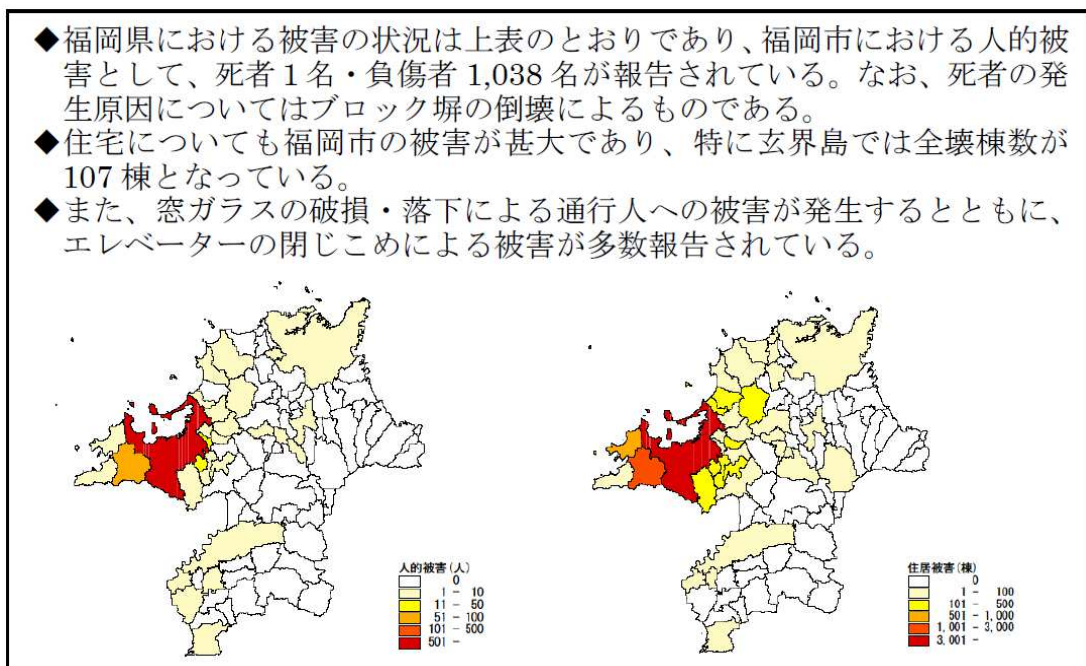 ◆福岡県における被害の状況は上表のとおりであり、福岡市における人的被
害として、死者1名・負傷者 1,038 名が報告されている。なお、死者の発
生原因についてはブロック塀の倒壊によるものである。
◆住宅についても福岡市の被害が甚大であり、特に玄界島では全壊棟数が
107 棟となっている。
◆また、窓ガラスの破損・落下による通行人への被害が発生するとともに、
エレベーターの閉じこめによる被害が多数報告されている。
人的被害(人)
0
1 - 10
11 - 50
51 - 100
101 - 500
501 -
住居被害(棟)
0
1 - 100
101 - 500
501 - 1,000
1,001 - 3,000
3,001 -